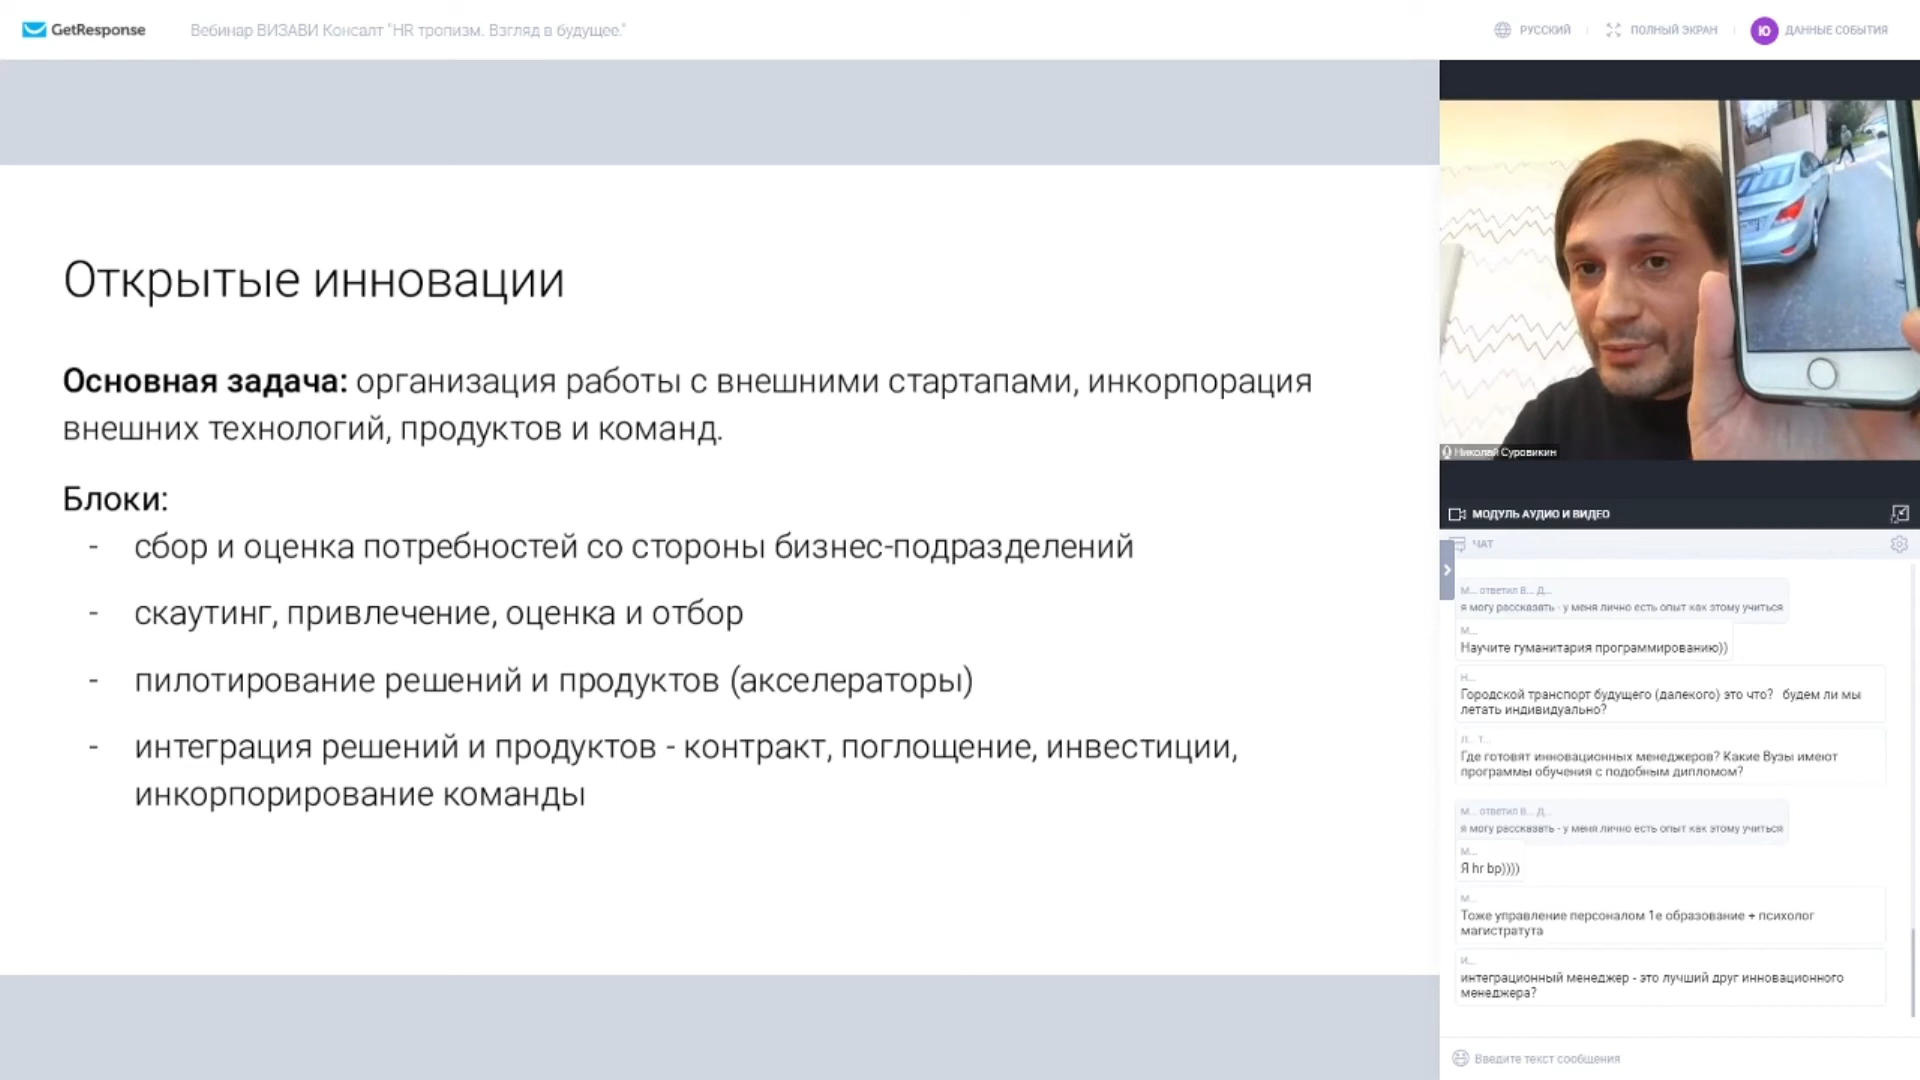 GetResponse
Вебинар ВИЗАВИ Консалт "HR тропизм. Взгляд в будущее."
РУССКИЙ
ПОЛНЫЙ ЭКРАН
Ю
ДАННЫЕ СОБЫТИЯ
Открытые инновации
Основная задача: организация работы с внешними стартапами, инкорпорация
внешних технологий, продуктов и команд.
Блоки:
- сбор и оценка потребностей со стороны бизнес-подразделений
- скаутинг, привлечение, оценка и отбор
- пилотирование решений и продуктов (акселераторы)
- интеграция решений и продуктов - контракт, поглощение, инвестиции,
инкорпорирование команды
Николай Суровикин
МОДУЛЬ АУДИО И ВИДЕО
ЧАТ
М... ответил В... Д...
я могу рассказать - у меня лично есть опыт как этому учиться
М...
Научите гуманитария программированию))
Н...
Городской транспорт будущего (далекого) это что? будем ли мы
летать индивидуально?
Л... Т...
Где готовят инновационных менеджеров? Какие Вузы имеют
программы обучения с подобным дипломом?
М... ответил В... Д...
я могу рассказать - у меня лично есть опыт как этому учиться
М...
Я hr bp))))
М...
Тоже управление персоналом 1е образование + психолог
магистратута
И...
интеграционный менеджер - это лучший друг инновационного
менеджера?
Введите текст сообщения